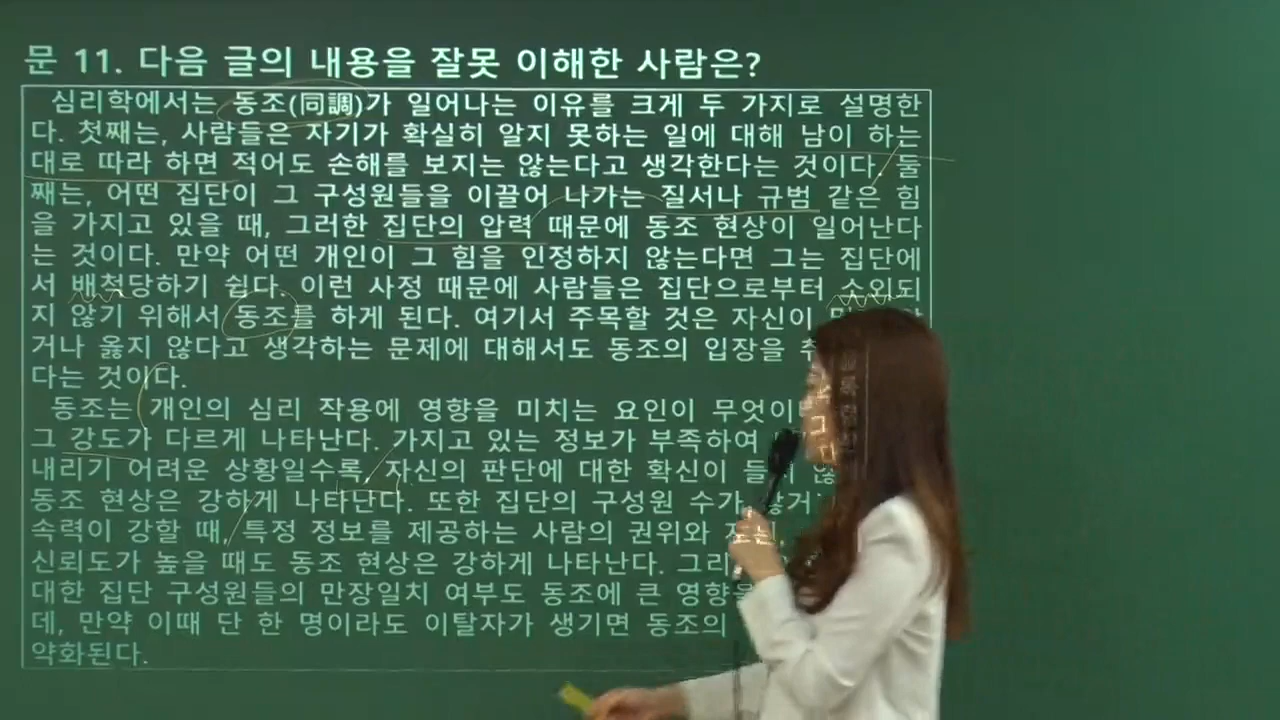 문 11. 다음 글의 내용을 잘못 이해한 사람은?
심리학에서는 동조(同調)가 일어나는 이유를 크게 두 가지로 설명한
다. 첫째는, 사람들은 자기가 확실히 알지 못하는 일에 대해 남이 하는
대로 따라 하면 적어도 손해를 보지는 않는다고 생각한다는 것이다. 둘
째는, 어떤 집단이 그 구성원들을 이끌어 나가는 질서나 규범 같은 힘
을 가지고 있을 때, 그러한 집단의 압력 때문에 동조 현상이 일어난다
는 것이다. 만약 어떤 개인이 그 힘을 인정하지 않는다면 그는 집단에
서 배척당하기 쉽다. 이런 사정 때문에 사람들은 집단으로부터 소외되
지 않기 위해서 동조를 하게 된다. 여기서 주목할 것은 자신이
거나 옳지 않다고 생각하는 문제에 대해서도 동조의 입장을
다는 것이다.
동조는 개인의 심리 작용에 영향을 미치는 요인이
그 강도가 다르게 나타난다. 가지고 있는 정보가 부족하여
내리기 어려운 상황일수록, 자신의 판단에 대한 확신이
동조 현상은 강하게 나타난다. 또한 집단의 구성원 수가
속력이 강할 때, 특정 정보를 제공하는 사람의 권위와
신뢰도가 높을 때도 동조 현상은 강하게 나타난다.
대한 집단 구성원들의 만장일치 여부도 동조에 큰
데, 만약 이때 단 한 명이라도 이탈자가 생기면 동조의
약화된다.